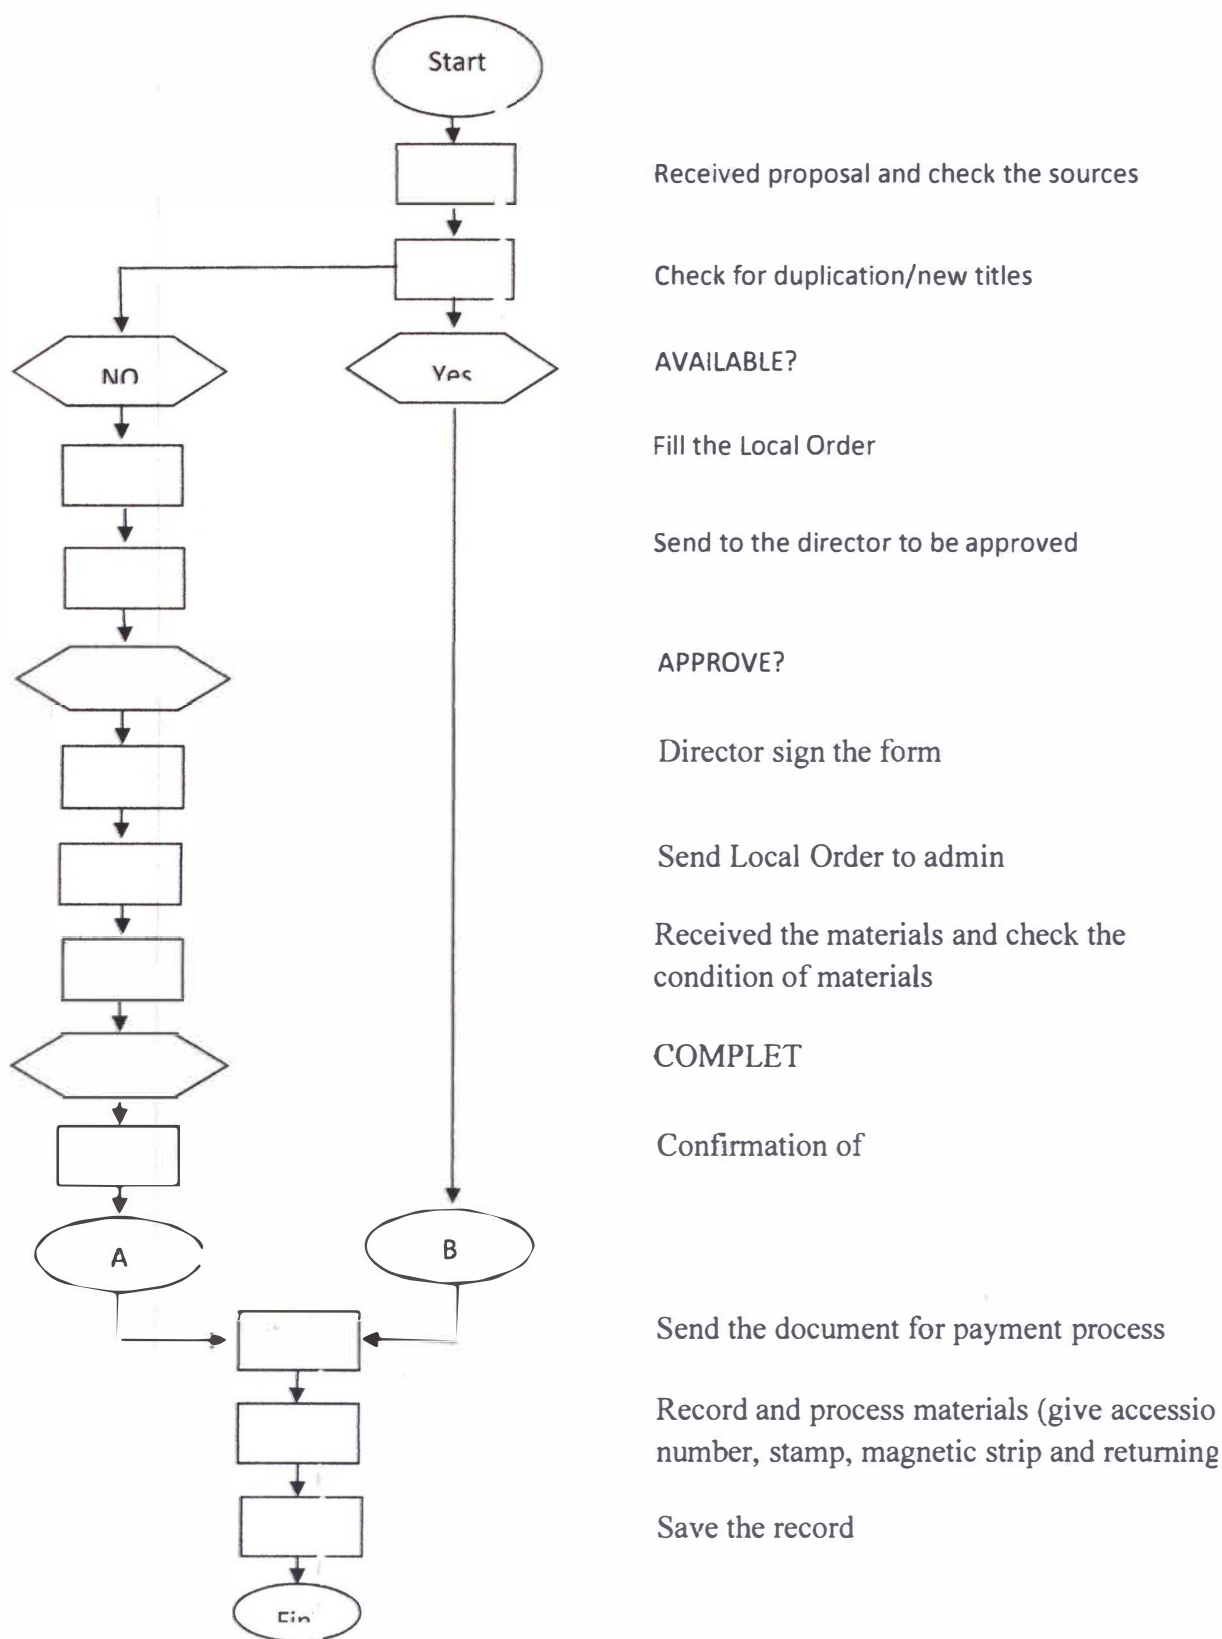 Start
Received proposal and check the sources
Check for duplication/new titles
NO
Yes
AVAILABLE?
Fill the Local Order
Send to the director to be approved
APPROVE?
Director sign the form
Send Local Order to admin
Received the materials and check the
condition of materials
COMPLET
Confirmation of
A
B
Send the document for payment process
Record and process materials (give accessio
number, stamp, magnetic strip and returning
Save the record